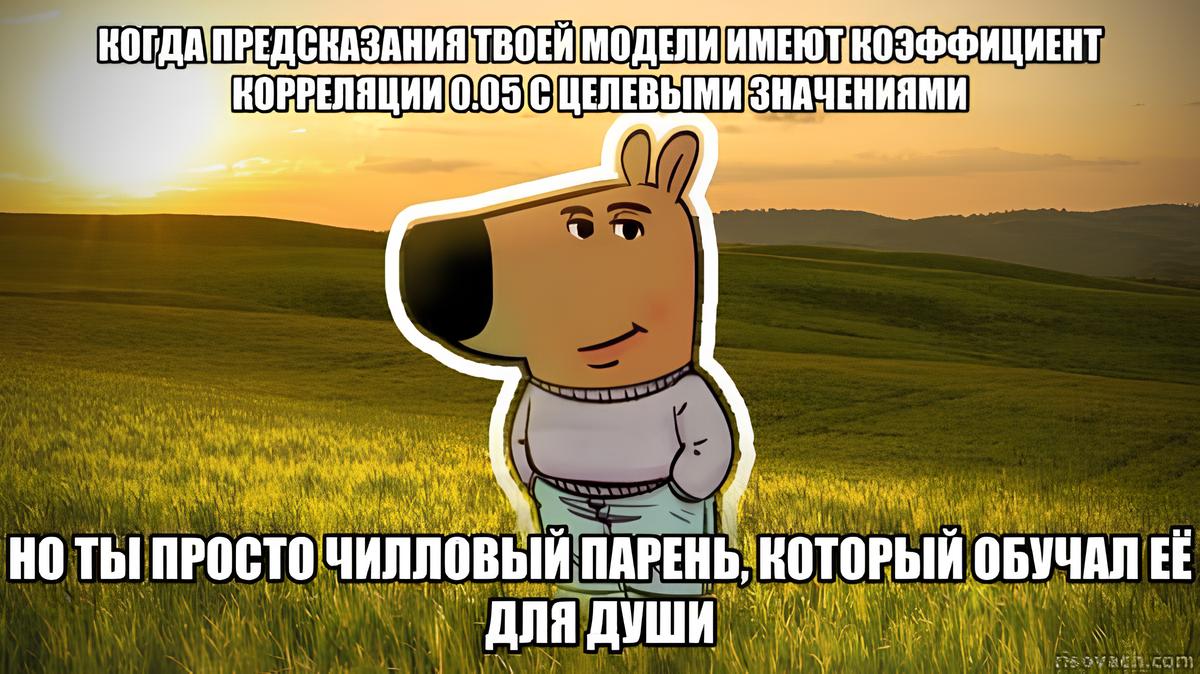 КОГДА ПРЕДСКАЗАНИЯ ТВОЕЙ МОДЕЛИ ИМЕЮТ КОЭФФИЦИЕНТ
КОРРЕЛЯЦИИ 0.05 С ЦЕЛЕВЫМИ ЗНАЧЕНИЯМИ
НО ТЫ ПРОСТО ЧИЛЛОВЫЙ ПАРЕНЬ, КОТОРЫЙ ОБУЧАЛ ЕЁ
ДЛЯ ДУШИ
risovach.com